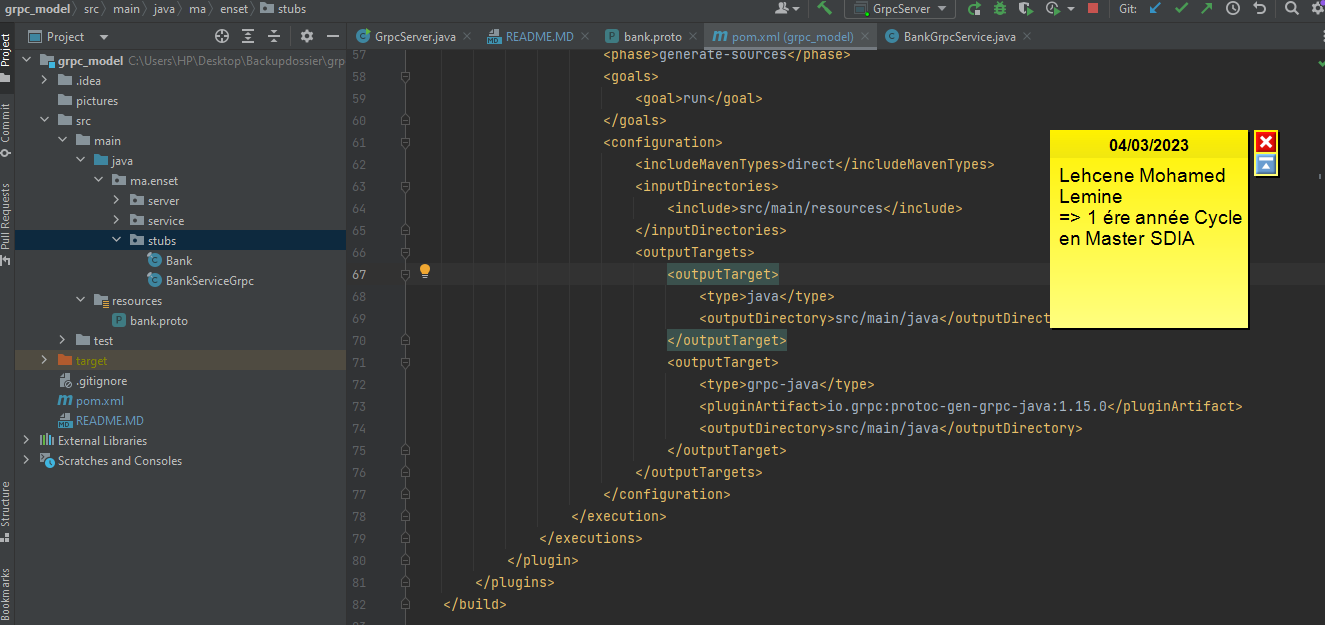 grpc_model src main java ma enset stubs GrpcServer Git:
Project
GrpcServer.java README.MD bank.proto pom.xml (grpc_model) BankGrpcService.java
Project
Commit
Pull Requests
Structure
Bookmarks
grpc_model C:\Users\HP\Desktop\Backupdossier\grp
.idea
pictures
src
main
java
ma.enset
server
service
stubs
Bank
BankServiceGrpc
resources
bank.proto
test
target
.gitignore
pom.xml
README.MD
External Libraries
Scratches and Consoles
57 <phase>generate-sources</phase>
58 <goals>
59 <goal>run</goal>
60 </goals>
61 <configuration>
62 <includeMavenTypes>direct</includeMavenTypes>
63 <inputDirectories>
64 <include>src/main/resources</include>
65 </inputDirectories>
66 <outputTargets>
67 <outputTarget>
68 <type>java</type>
69 <outputDirectory>src/main/java</outputDirect
70 </outputTarget>
71 <outputTarget>
72 <type>grpc-java</type>
73 <pluginArtifact>io.grpc:protoc-gen-grpc-java:1.15.0</pluginArtifact>
74 <outputDirectory>src/main/java</outputDirectory>
75 </outputTarget>
76 </outputTargets>
77 </configuration>
78 </execution>
79 </executions>
80 </plugin>
81 </plugins>
82 </build>
04/03/2023
Lehcene Mohamed
Lemine
=> 1 ére année Cycle
en Master SDIA